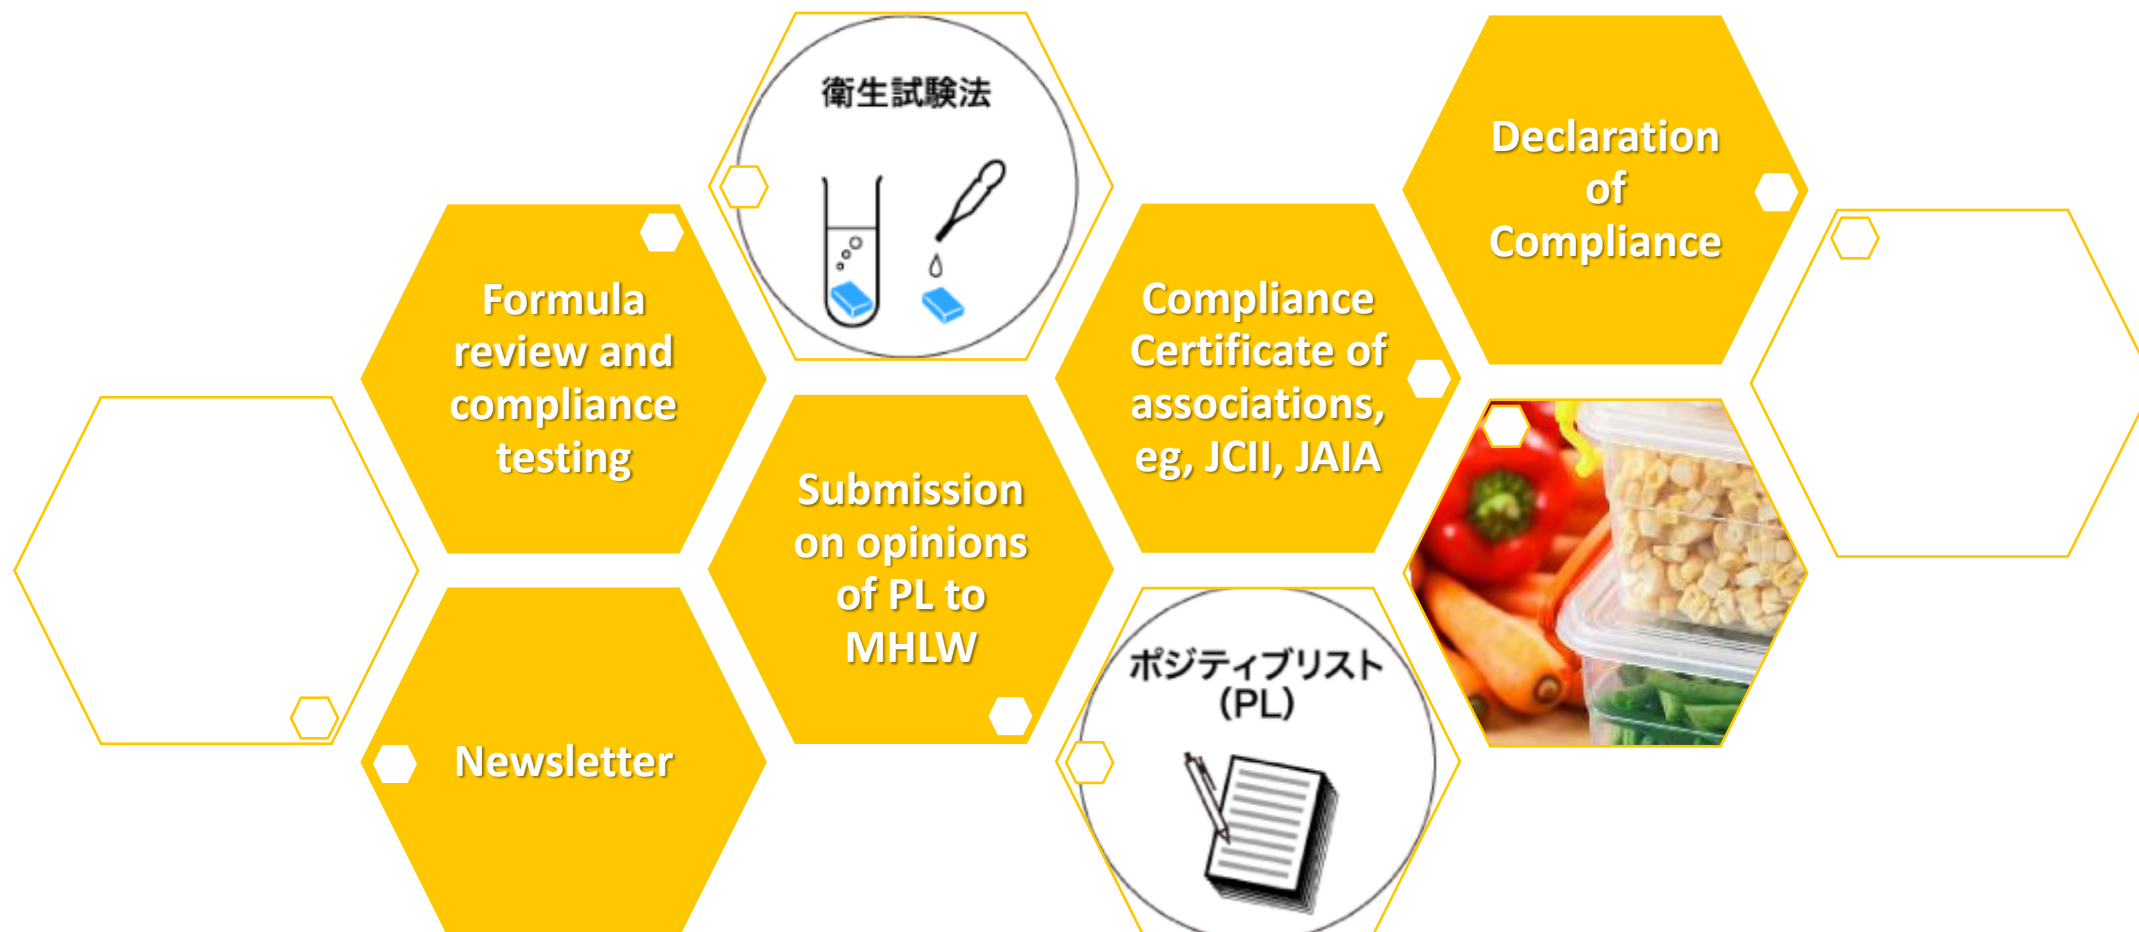 衛生試験法
Declaration
of
Compliance
Formula
review and
compliance
testing
Compliance
Certificate of
associations,
eg, JCII, JAIA
Submission
on opinions
of PL to
MHLW
ポジティブリスト
(PL)
Newsletter